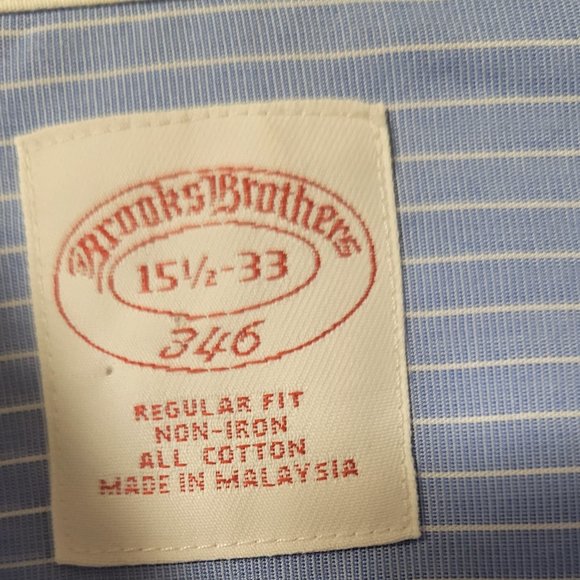 Brooks Brothers
15½-33
346
REGULAR FIT
NON-IRON
ALL COTTON
MADE IN MALAYSIA